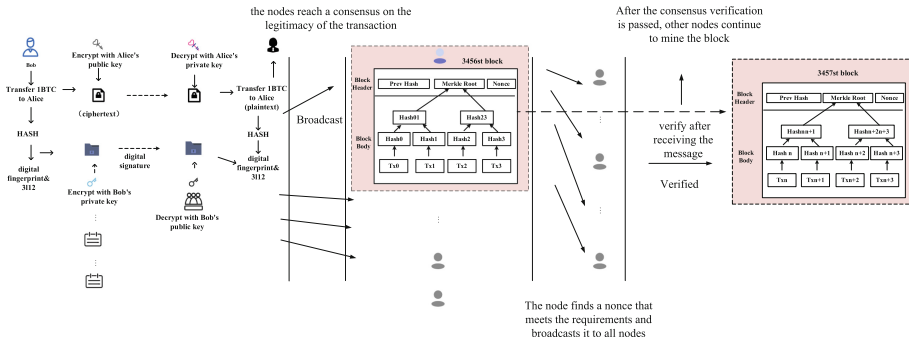 the nodes reach a consensus on the
legitimacy of the transaction
After the consensus verification
is passed, other nodes continue
to mine the block
Bob
Transfer 1BTC
to Alice
HASH
digital
fingerprint&
3112
Encrypt with Alice's
public key
(ciphertext)
digital
signature
Encrypt with Bob's
private key
Decrypt with Alice's
private key
Decrypt with Bob's
public key
Transfer 1BTC
to Alice
(plaintext)
HASH
digital
fingerprint&
3112
Broadcast
3456st block
Block
Header
Prev Hash
Merkle Root
Nonce
Hash01
Hash23
Block
Body
Hash0
Hash1
Hash2
Hash3
Tx0
Tx1
Tx2
Tx3
The node finds a nonce that
meets the requirements and
broadcasts it to all nodes
verify after
receiving the
message
Verified
3457st block
Block
Header
Prev Hash
Merkle Root
Nonce
Hashnn+1
Hash+2n+3
Block
Body
Hash n
Hash n+1
Hash n+2
Hash n+3
Txn
Txn+1
Txn+2
Txn+3